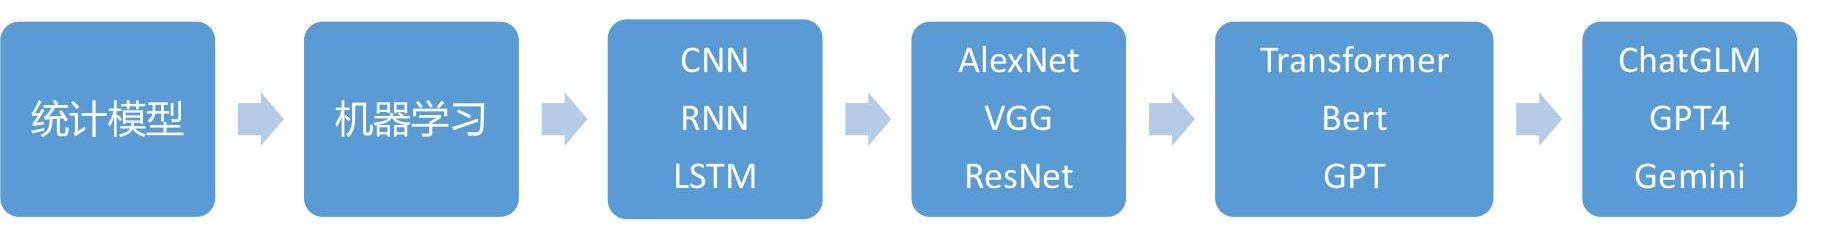 统计模型
机器学习
CNN
RNN
LSTM
AlexNet
VGG
ResNet
Transformer
Bert
GPT
ChatGLM
GPT4
Gemini